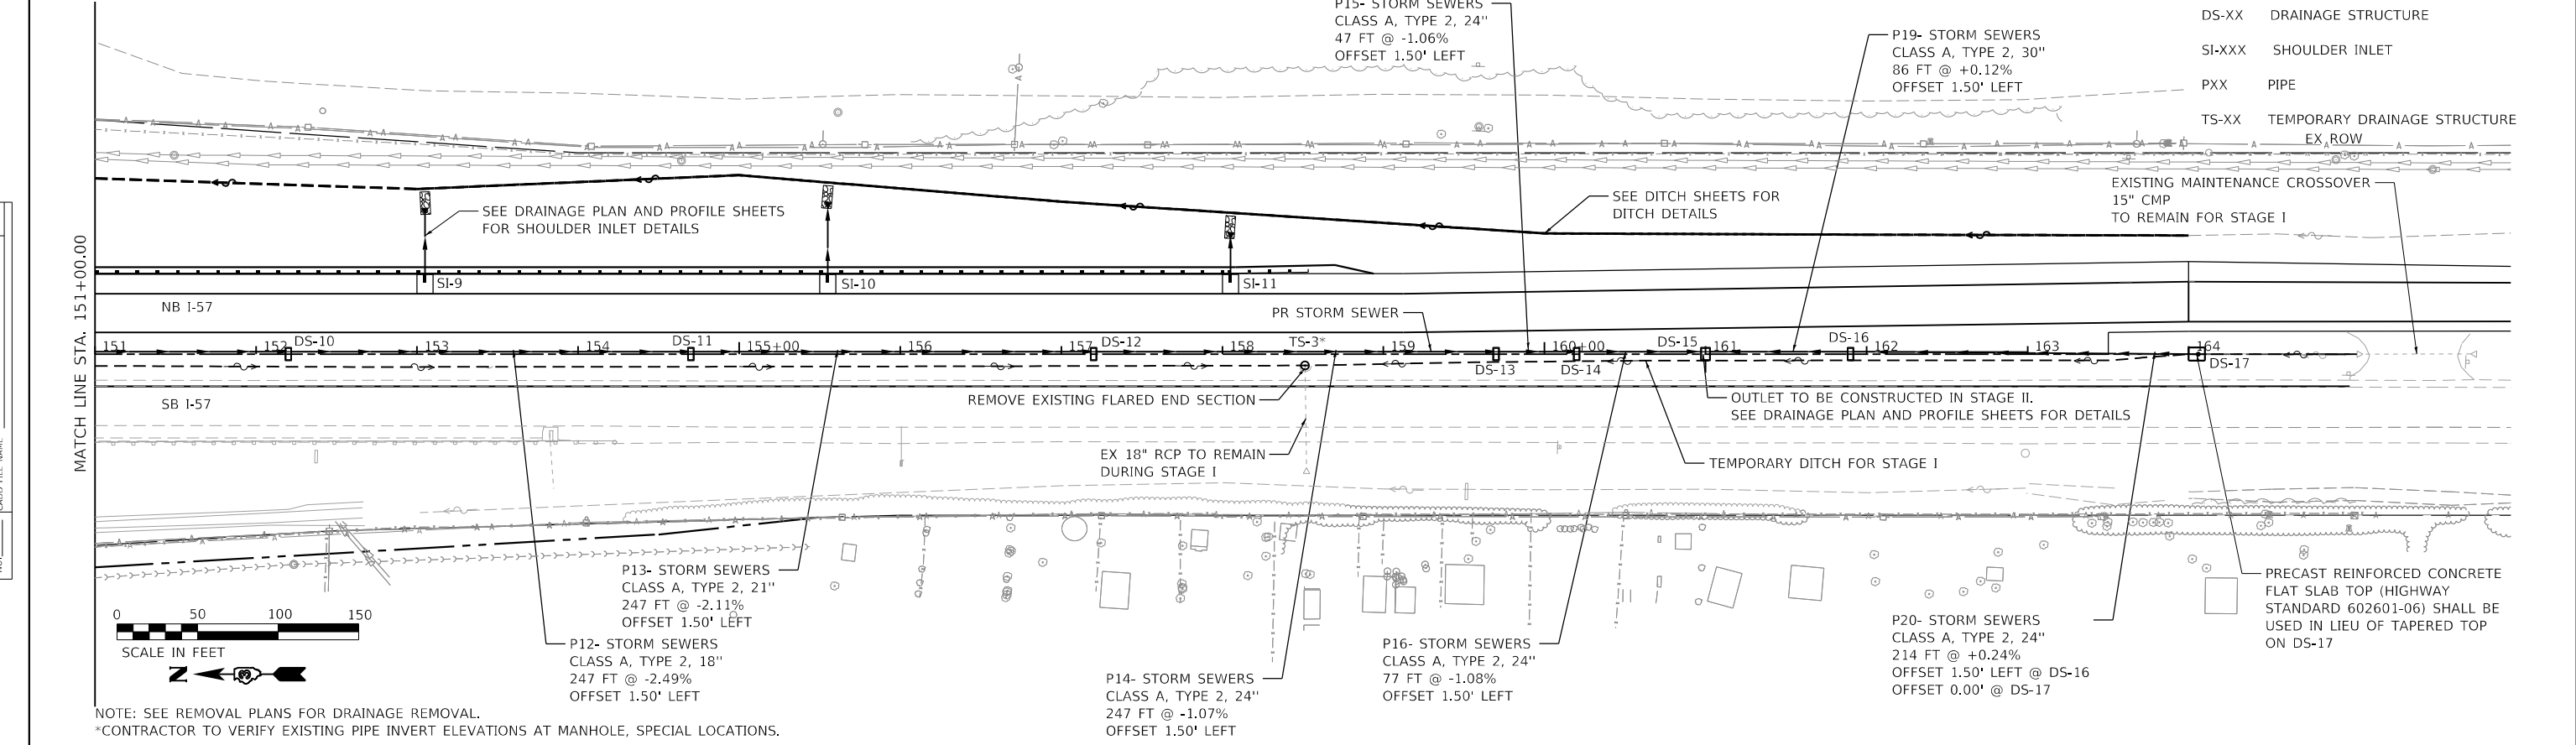 P15- STORM SEWERS
CLASS A, TYPE 2, 24"
47 FT @ -1.06%
OFFSET 1.50' LEFT
P19- STORM SEWERS
CLASS A, TYPE 2, 30"
86 FT @ +0.12%
OFFSET 1.50' LEFT
DS-XX DRAINAGE STRUCTURE
SI-XXX SHOULDER INLET
PXX PIPE
TS-XX TEMPORARY DRAINAGE STRUCTURE
EX ROW
EXISTING MAINTENANCE CROSSOVER
15" CMP
TO REMAIN FOR STAGE I
SEE DRAINAGE PLAN AND PROFILE SHEETS
FOR SHOULDER INLET DETAILS
SEE DITCH SHEETS FOR
DITCH DETAILS
MATCH LINE STA. 151+00.00
SI-9
SI-10
SI-11
NB I-57
PR STORM SEWER
151
152
DS-10
153
154
DS-11
155+00
156
157
DS-12
158
TS-3*
159
DS-13
160+00
DS-14
DS-15
161
DS-16
162
163
164
DS-17
SB I-57
REMOVE EXISTING FLARED END SECTION
OUTLET TO BE CONSTRUCTED IN STAGE II.
SEE DRAINAGE PLAN AND PROFILE SHEETS FOR DETAILS
EX 18" RCP TO REMAIN
DURING STAGE I
TEMPORARY DITCH FOR STAGE I
P13- STORM SEWERS
CLASS A, TYPE 2, 21"
247 FT @ -2.11%
OFFSET 1.50' LEFT
P12- STORM SEWERS
CLASS A, TYPE 2, 18"
247 FT @ -2.49%
OFFSET 1.50' LEFT
P14- STORM SEWERS
CLASS A, TYPE 2, 24"
247 FT @ -1.07%
OFFSET 1.50' LEFT
P16- STORM SEWERS
CLASS A, TYPE 2, 24"
77 FT @ -1.08%
OFFSET 1.50' LEFT
P20- STORM SEWERS
CLASS A, TYPE 2, 24"
214 FT @ +0.24%
OFFSET 1.50' LEFT @ DS-16
OFFSET 0.00' @ DS-17
PRECAST REINFORCED CONCRETE
FLAT SLAB TOP (HIGHWAY
STANDARD 602601-06) SHALL BE
USED IN LIEU OF TAPERED TOP
ON DS-17
0 50 100 150
SCALE IN FEET
N
NOTE: SEE REMOVAL PLANS FOR DRAINAGE REMOVAL.
*CONTRACTOR TO VERIFY EXISTING PIPE INVERT ELEVATIONS AT MANHOLE, SPECIAL LOCATIONS.